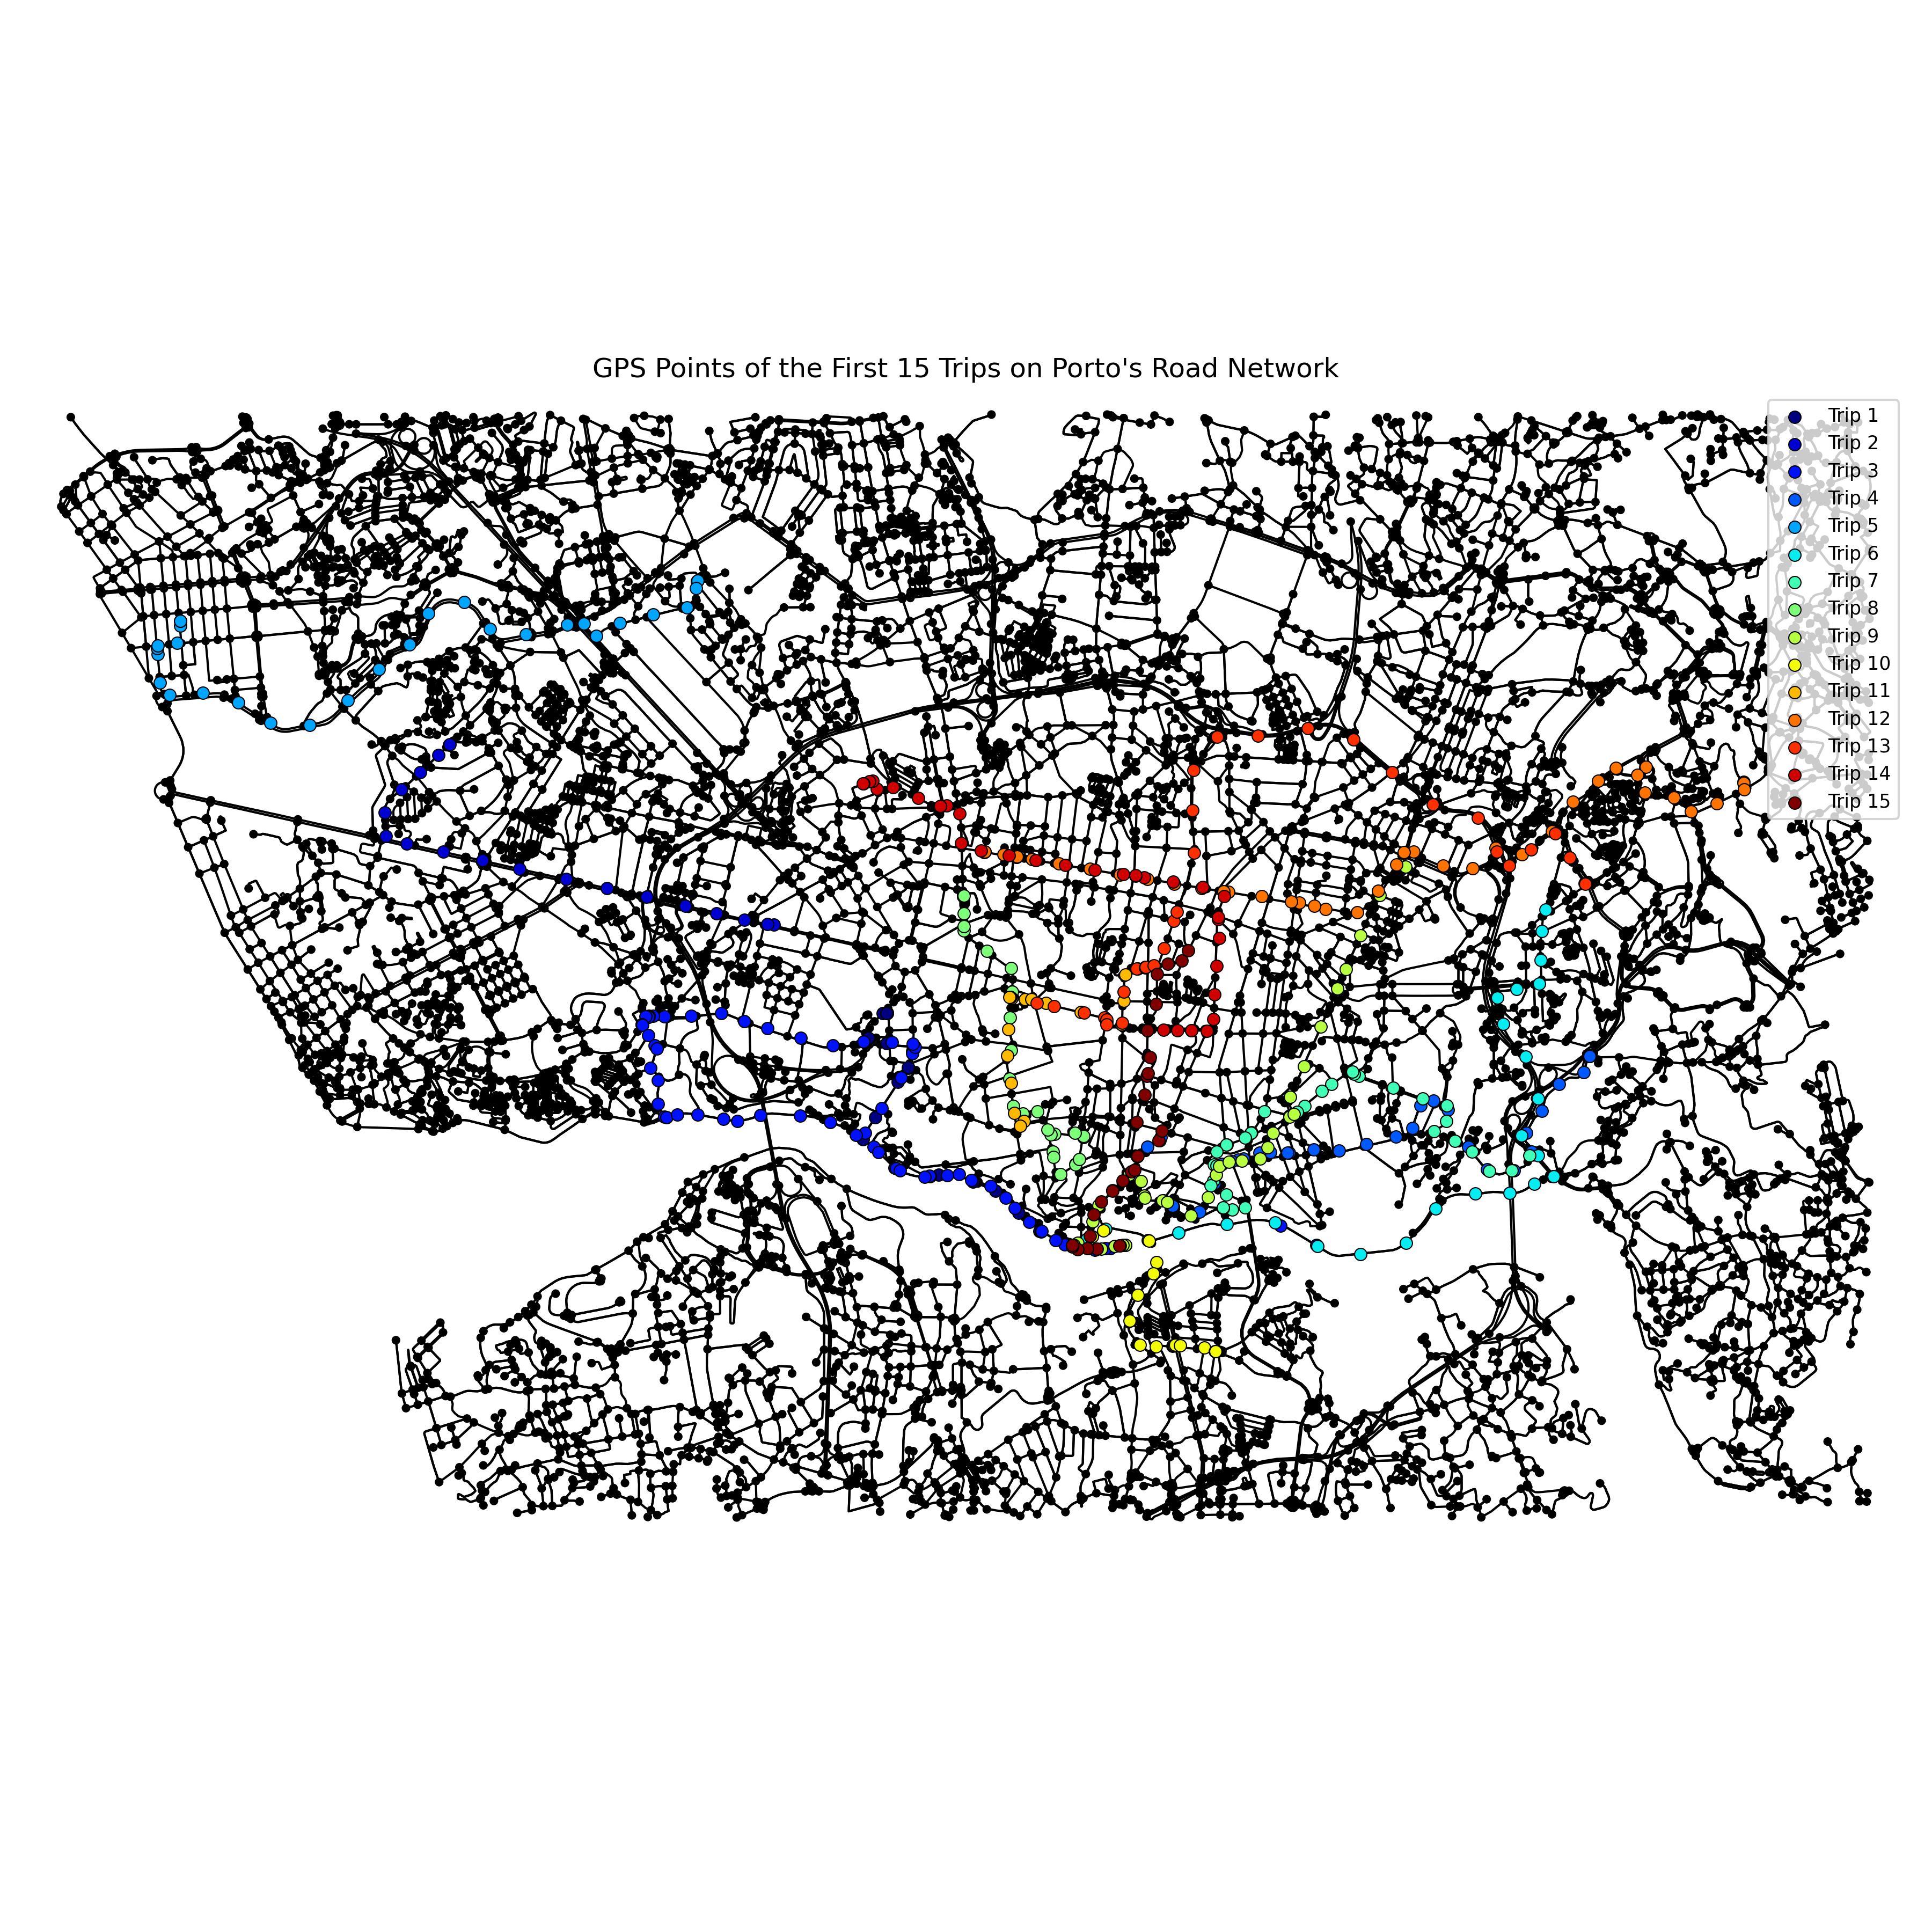 GPS Points of the First 15 Trips on Porto's Road Network
Trip 1
Trip 2
Trip 3
Trip 4
Trip 5
Trip 6
Trip 7
Trip 8
Trip 9
Trip 10
Trip 11
Trip 12
Trip 13
Trip 14
Trip 15